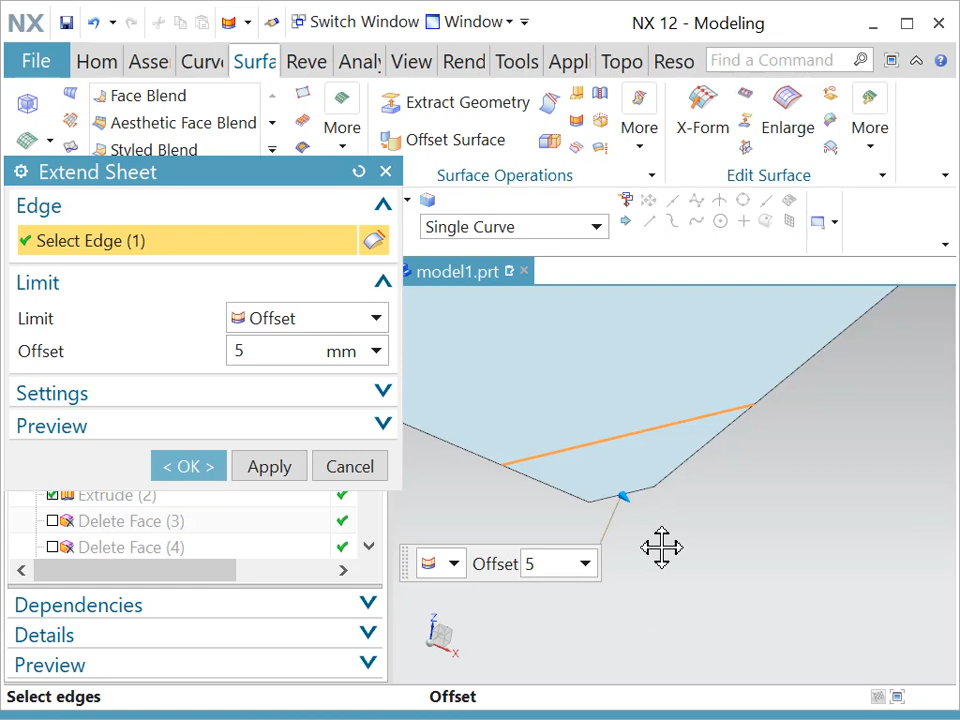 NX Switch Window Window NX 12 - Modeling
File Hom Asse Curve Surfa Reve Analy View Rend Tools Appli Topo Reso Find a Command
Face Blend
Aesthetic Face Blend
Styled Blend
More
Extract Geometry
Offset Surface
More
X-Form
Enlarge
More
Surface Operations
Edit Surface
Extend Sheet
Edge
Select Edge (1)
Limit
Limit Offset
Offset 5 mm
Settings
Preview
< OK > Apply Cancel
Single Curve
model1.prt
Extrude (2)
Delete Face (3)
Delete Face (4)
Dependencies
Details
Preview
Offset 5
Z
X
Select edges
Offset